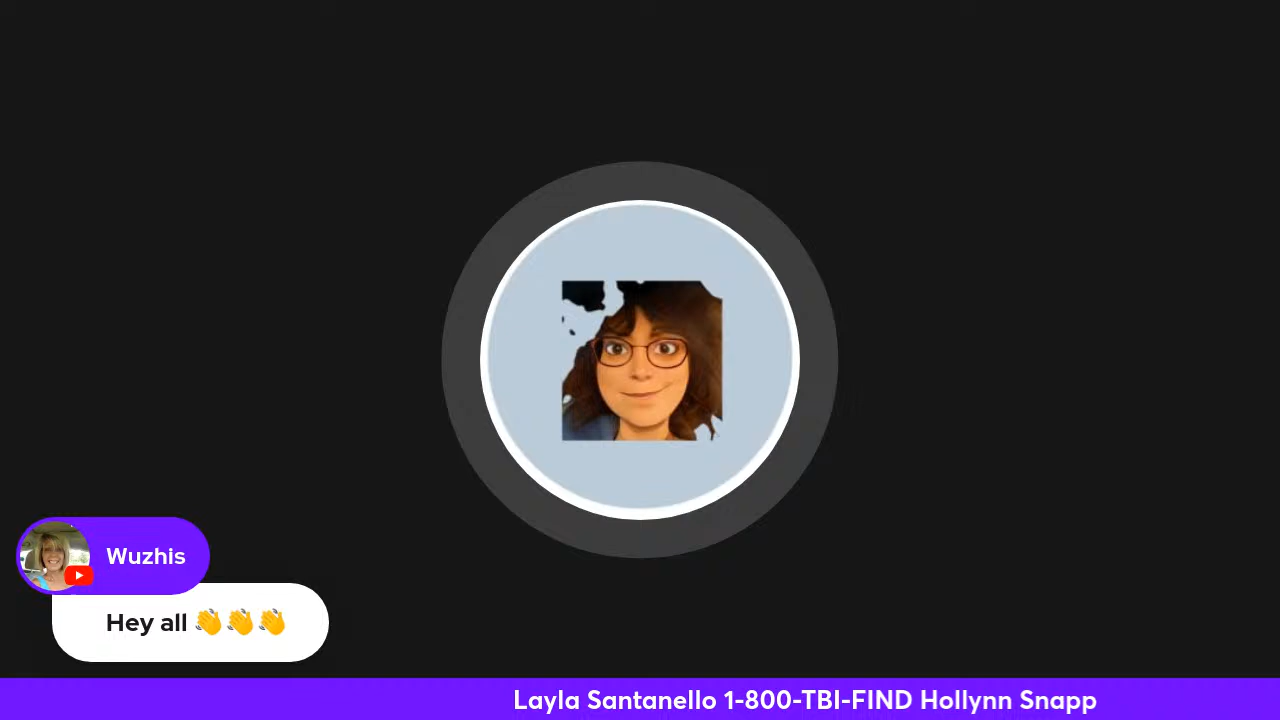 Wuzhis
Hey all 👋👋👋
Layla Santanello 1-800-TBI-FIND Hollynn Snapp